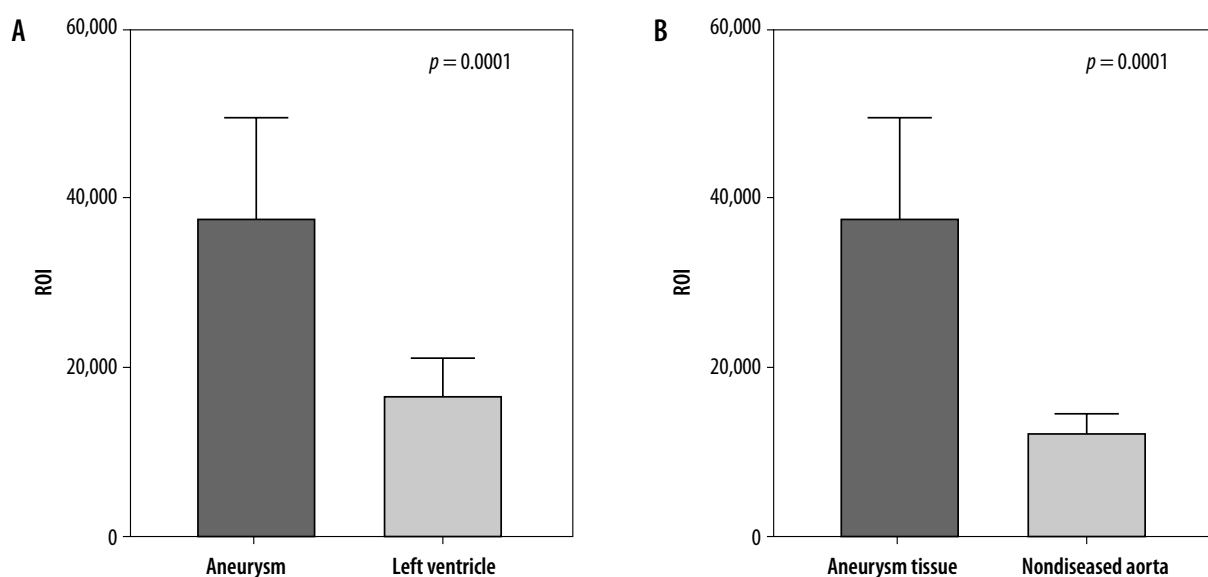 A
60,000
p = 0.0001
40,000
ROI
20,000
0
Aneurysm
Left ventricle
B
60,000
p = 0.0001
40,000
ROI
20,000
0
Aneurysm tissue
Nondiseased aorta